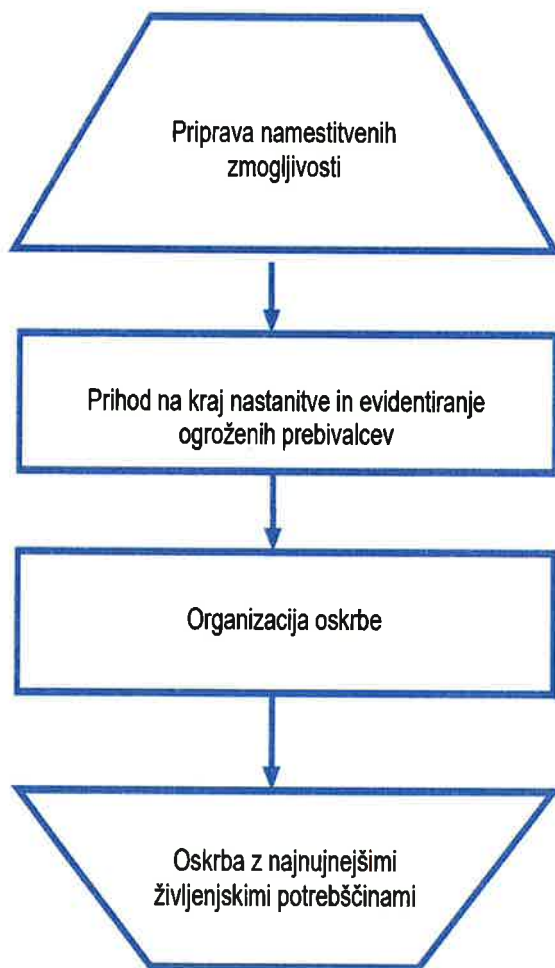 Priprava namestitvenih
zmogljivosti
Prihod na kraj nastanitve in evidentiranje
ogroženih prebivalcev
Organizacija oskrbe
Oskrba z najnujnejšimi
življenjskimi potrebščinami